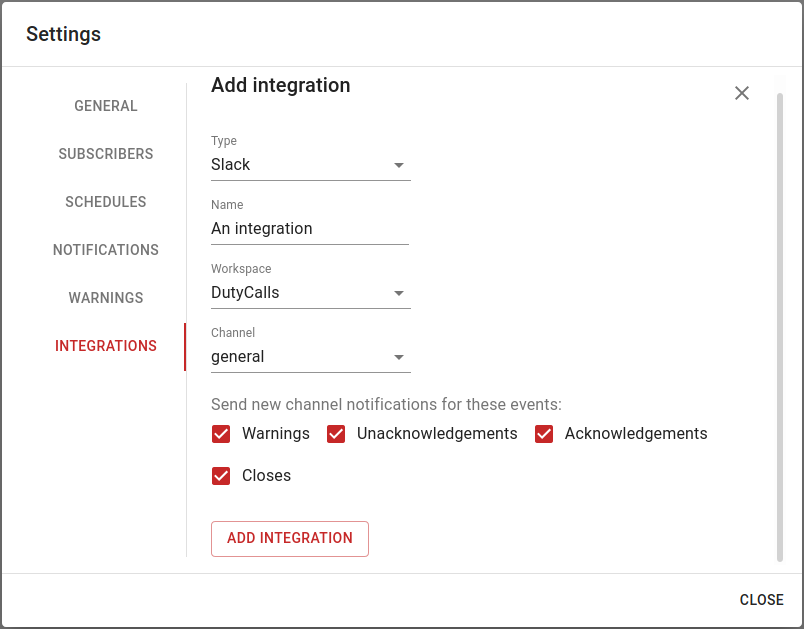 Settings
GENERAL
SUBSCRIBERS
SCHEDULES
NOTIFICATIONS
WARNINGS
INTEGRATIONS
Add integration
Type
Slack
Name
An integration
Workspace
DutyCalls
Channel
general
Send new channel notifications for these events:
Warnings Unacknowledgements Acknowledgements
Closes
ADD INTEGRATION
CLOSE